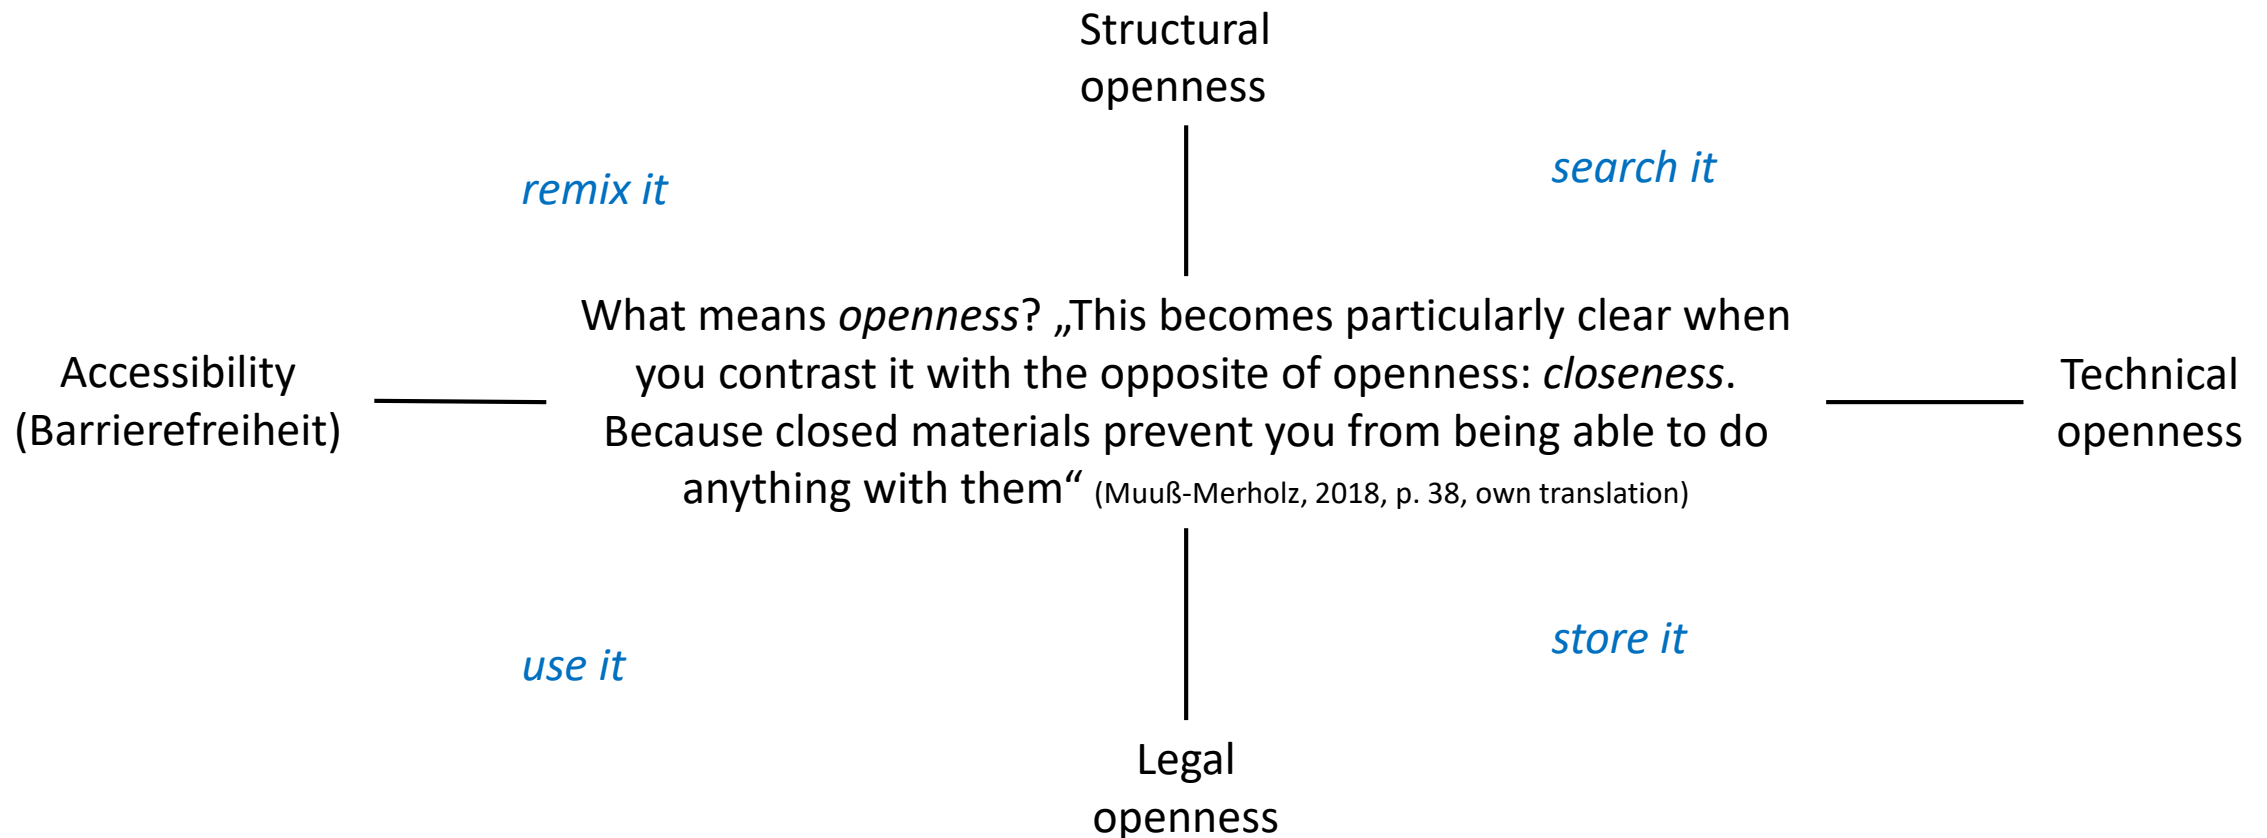 Structural
openness
remix it
search it
What means openness? „This becomes particularly clear when
you contrast it with the opposite of openness: closeness.
Because closed materials prevent you from being able to do
anything with them“ (Muuß-Merholz, 2018, p. 38, own translation)
Accessibility
(Barrierefreiheit)
Technical
openness
use it
store it
Legal
openness